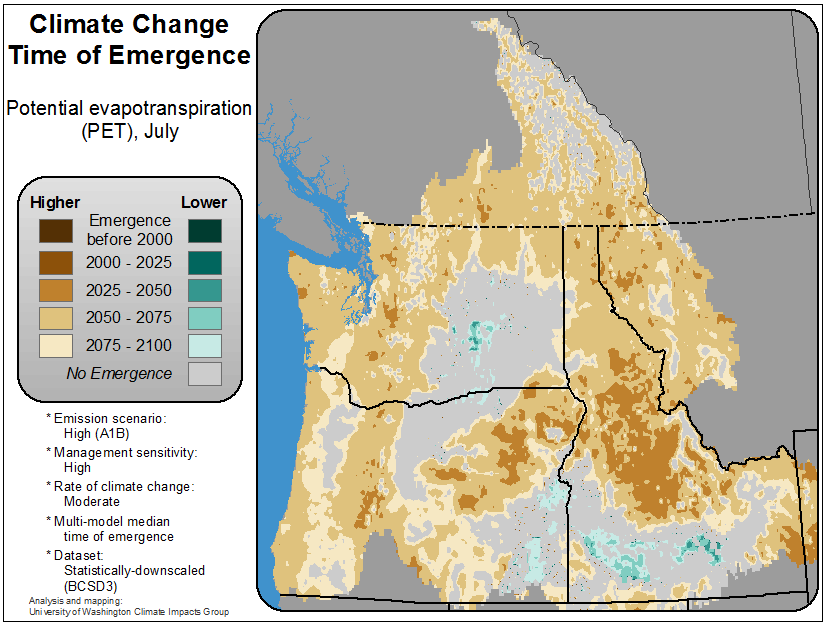 Climate Change
Time of Emergence
Potential evapotranspiration
(PET), July
Higher
Lower
Emergence
before 2000
2000 - 2025
2025 - 2050
2050 - 2075
2075 - 2100
No Emergence
* Emission scenario:
High (A1B)
* Management sensitivity:
High
* Rate of climate change:
Moderate
* Multi-model median
time of emergence
* Dataset:
Statistically-downscaled
(BCSD3)
Analysis and mapping:
University of Washington Climate Impacts Group